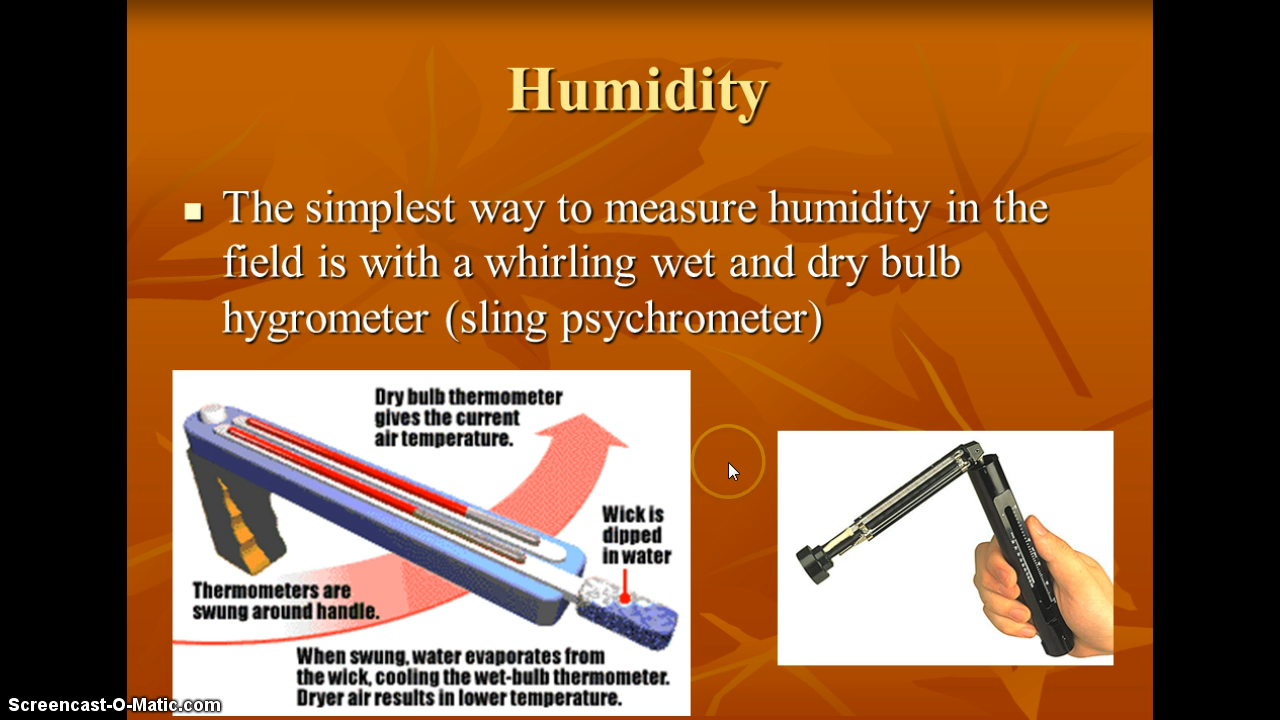 Humidity
The simplest way to measure humidity in the
field is with a whirling wet and dry bulb
hygrometer (sling psychrometer)
Dry bulb thermometer
gives the current
air temperature.
Wick is
dipped
in water
Thermometers are
swung around handle.
When swung, water evaporates from
the wick, cooling the wet-bulb thermometer.
Dryer air results in lower temperature.
Screencast-O-Matic.com